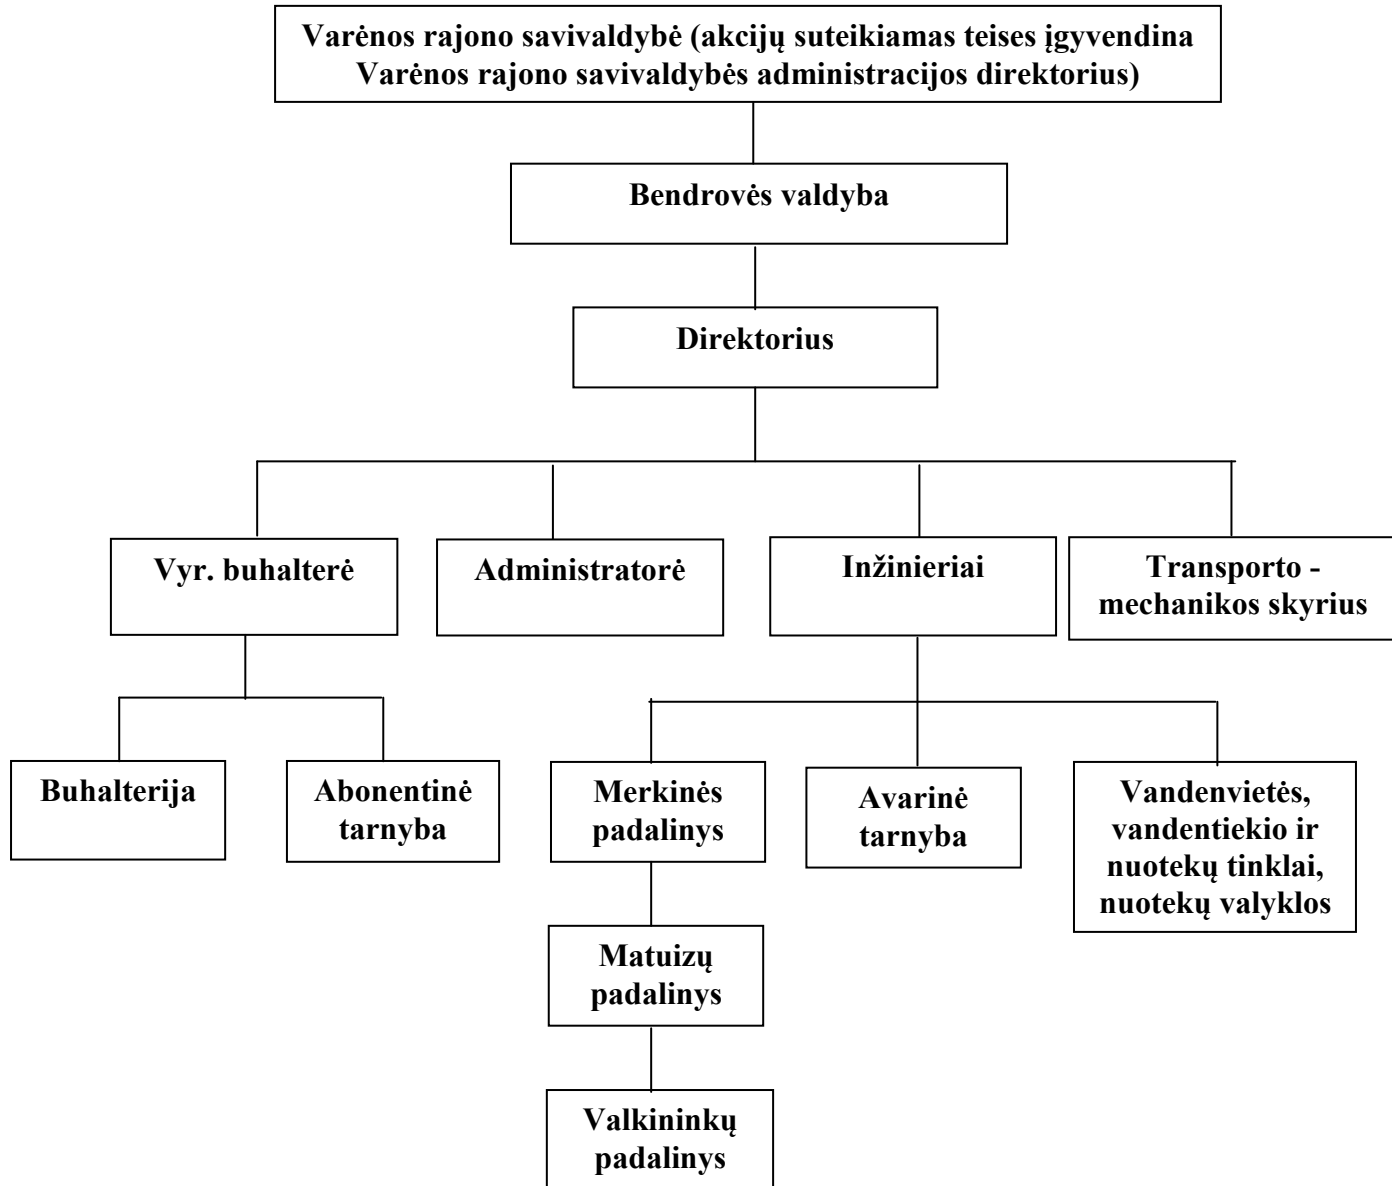 Varėnos rajono savivaldybė (akcijų suteikiamas teises įgyvendina
Varėnos rajono savivaldybės administracijos direktorius)
Bendrovės valdyba
Direktorius
Vyr. buhalterė
Administratorė
Inžinieriai
Transporto -
mechanikos skyrius
Buhalterija
Abonentinė
tarnyba
Merkinės
padalinys
Avarinė
tarnyba
Vandenvietės,
vandentiekio ir
nuotekų tinklai,
nuotekų valyklos
Matuizų
padalinys
Valkininkų
padalinys